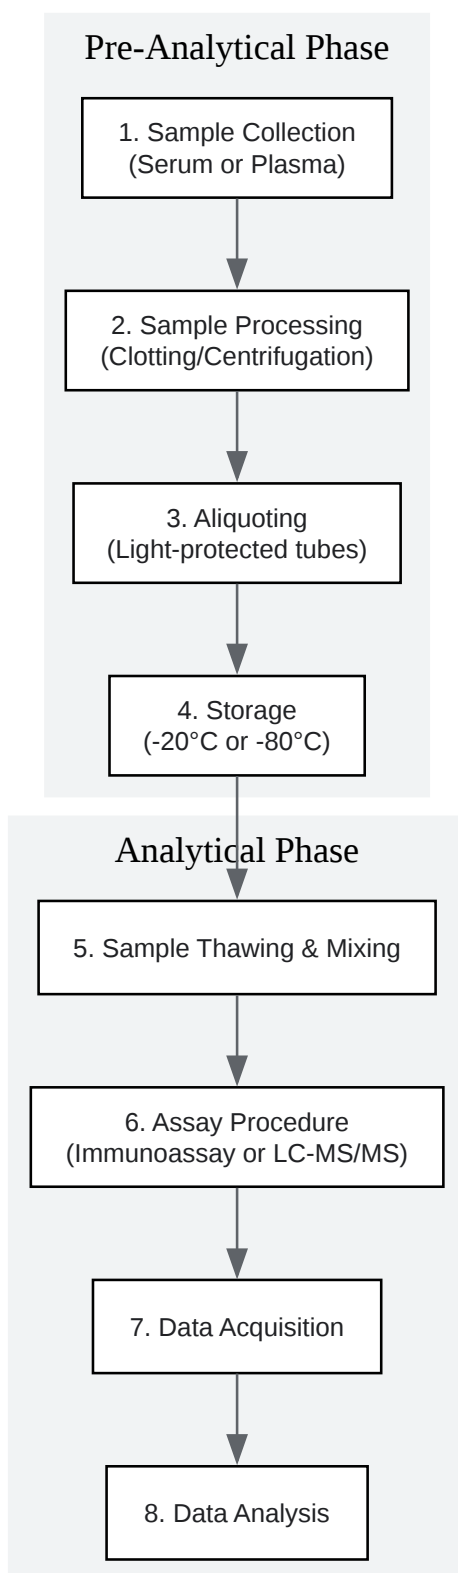 Pre-Analytical Phase
1. Sample Collection
(Serum or Plasma)
2. Sample Processing
(Clotting/Centrifugation)
3. Aliquoting
(Light-protected tubes)
4. Storage
(-20°C or -80°C)
Analytical Phase
5. Sample Thawing & Mixing
6. Assay Procedure
(Immunoassay or LC-MS/MS)
7. Data Acquisition
8. Data Analysis